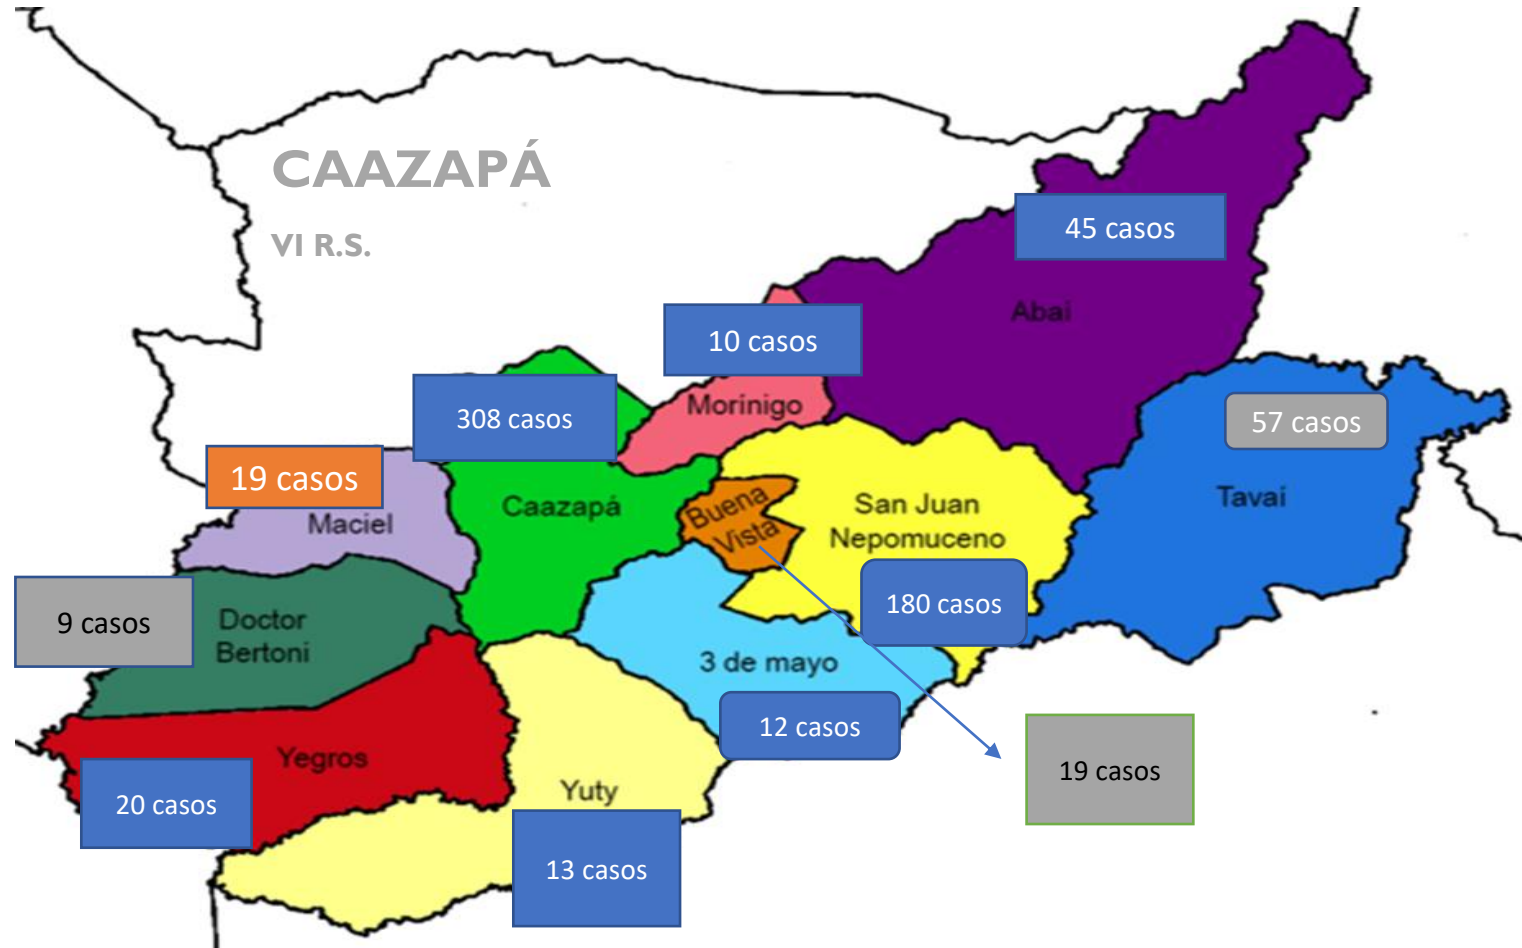 CAAZAPÁ
VI R.S.
45 casos
Abai
10 casos
Morinigo
308 casos
57 casos
19 casos
Maciel
Caazapá
Buena
Vista
San Juan
Nepomuceno
Tavai
9 casos
Doctor
Bertoni
180 casos
3 de mayo
12 casos
19 casos
Yegros
20 casos
Yuty
13 casos